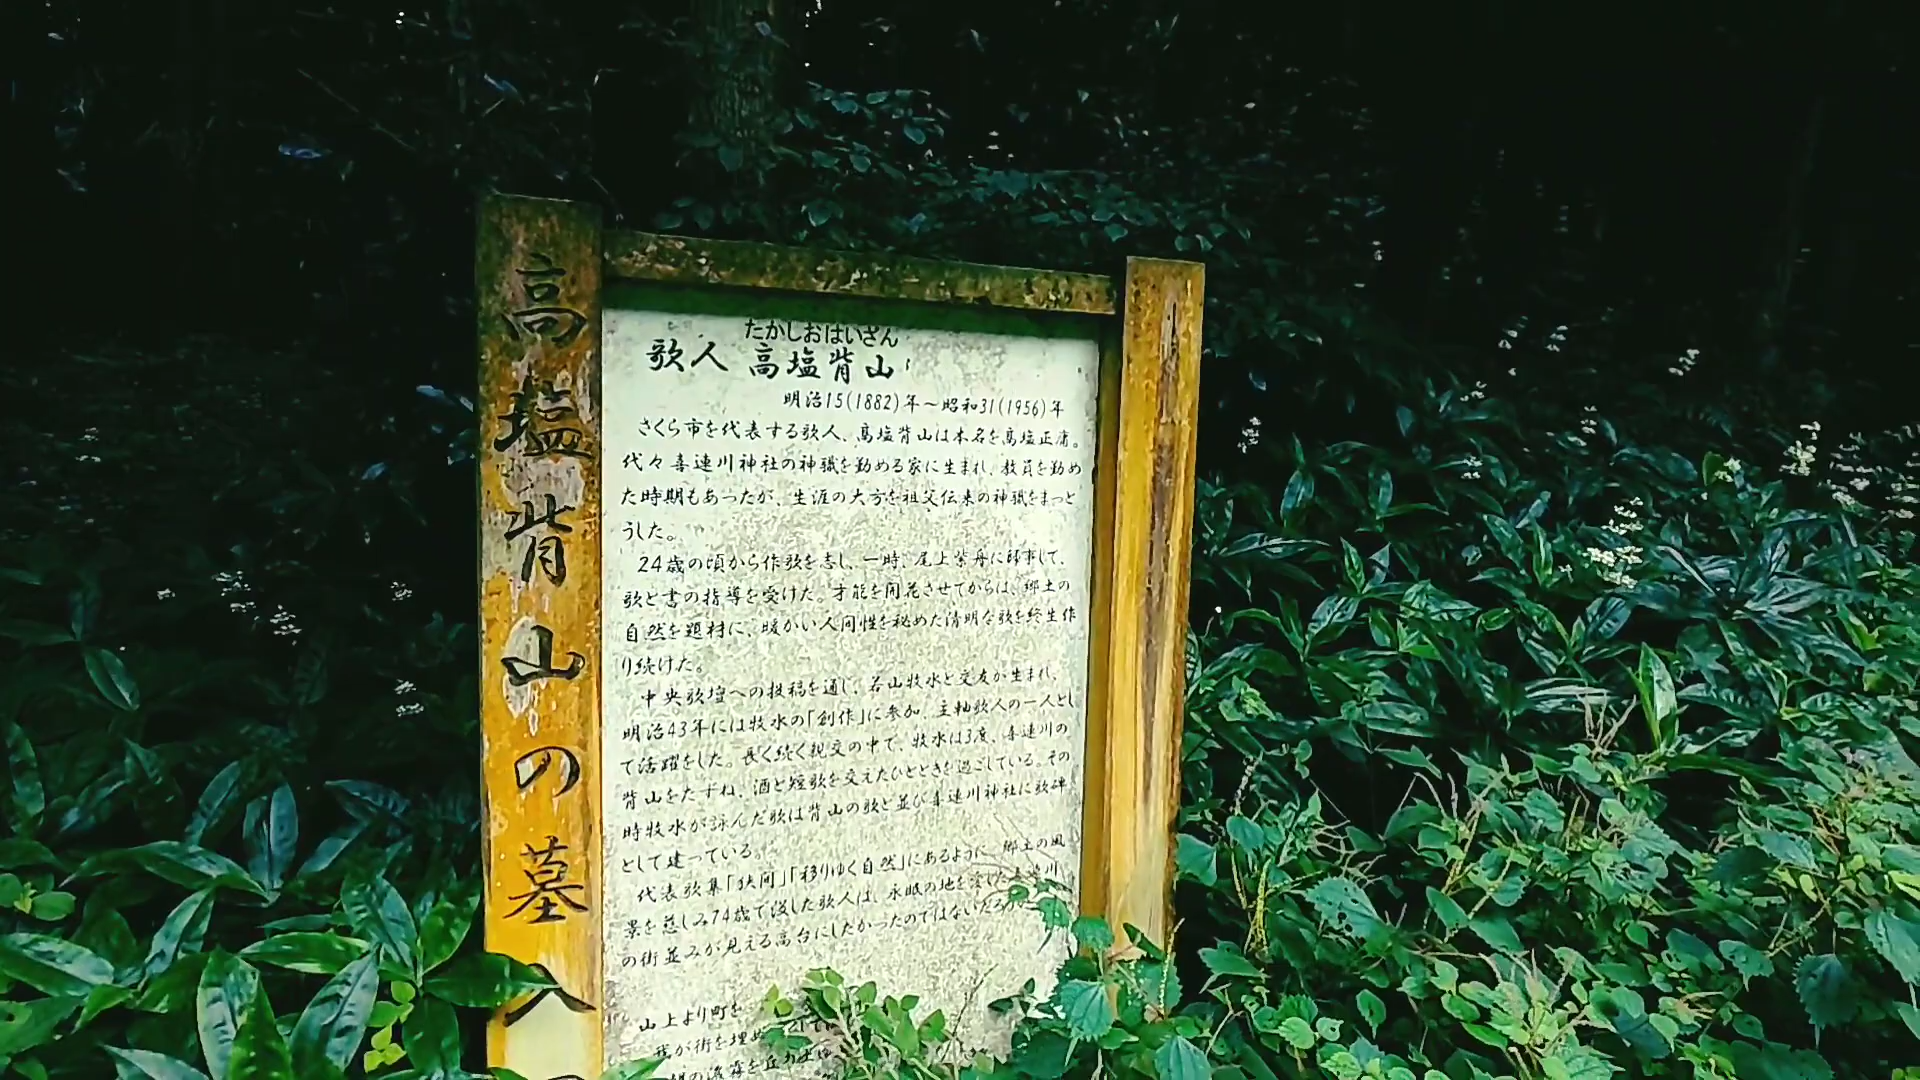 高塩背山の墓入
たかしおはいざん
歌人 高塩背山
明治15(1882)年～昭和31(1956)年
さくら市を代表する歌人、高塩背山は本名を高塩正庸。
代々喜連川神社の神職を勤める家に生まれ、教員を勤め
た時期もあったが、生涯の大方を祖父伝来の神職をまっと
うした。
24歳の頃から作歌を志し、一時、尾上紫舟に師事して、
歌と書の指導を受けた。才能を開花させてからは、郷土の
自然を題材に、暖かい人間性を秘めた清明な歌を終生作
り続けた。
中央歌壇への投稿を通し、若山牧水と交友が生まれ、
明治43年には牧水の「創作」に参加、主軸歌人の一人とし
て活躍をした。長く続く親交の中で、牧水は3度、喜連川の
背山をたずね、酒と短歌を交えたひとときを過ごしている。その
時牧水が詠んだ歌は背山の歌と並び喜連川神社に歌碑
として建っている。
代表歌集「狭間」「移りゆく自然」にあるように、郷土の風
景を慈しみ74歳で没した歌人は、永眠の地を
の街並みが見える高台にしたかったのではないだろう
山上より町を
我が街を埋め